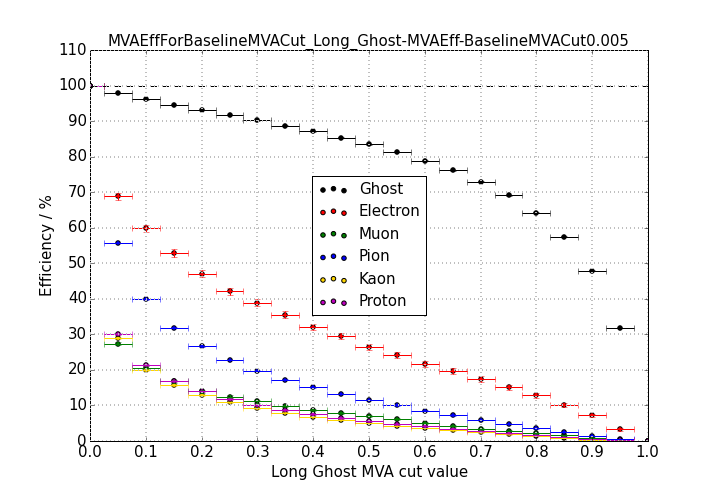 MVAEffForBaselineMVACut_Long_Ghost-MVAEff-BaselineMVACut0.005
110
100
90
80
70
60
50
40
30
20
10
0
Efficiency / %
Ghost
Electron
Muon
Pion
Kaon
Proton
0.0 0.1 0.2 0.3 0.4 0.5 0.6 0.7 0.8 0.9 1.0
Long Ghost MVA cut value